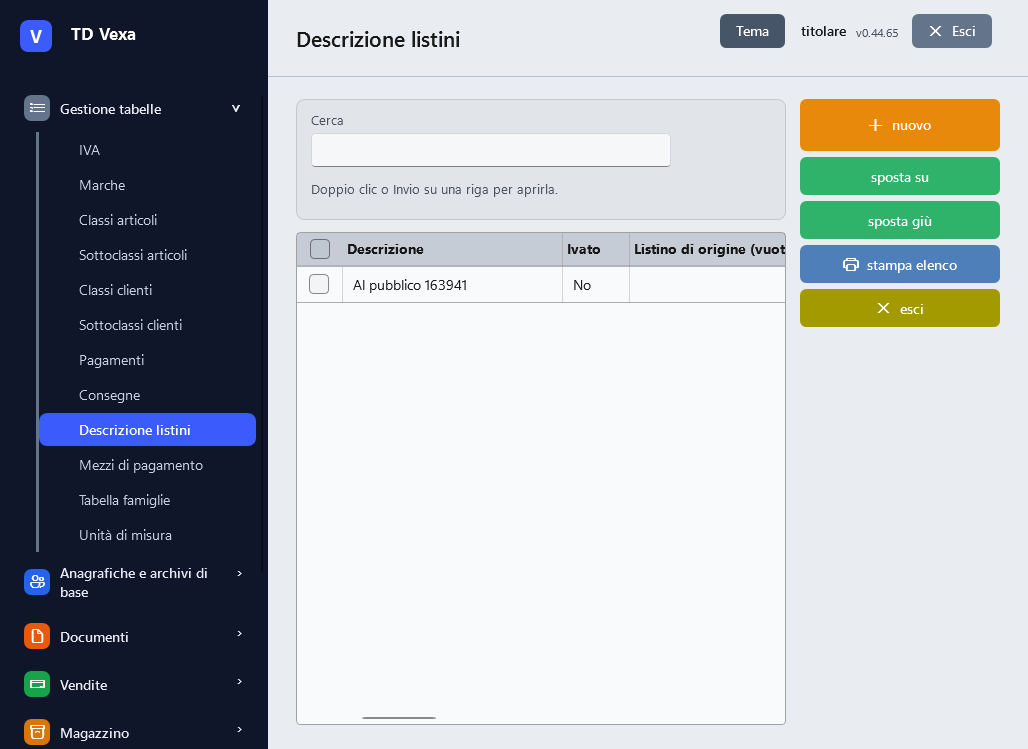 V TD Vexa
Gestione tabelle
IVA
Marche
Classi articoli
Sottoclassi articoli
Classi clienti
Sottoclassi clienti
Pagamenti
Consegne
Descrizione listini
Mezzi di pagamento
Tabella famiglie
Unità di misura
Anagrafiche e archivi di
base
Documenti
Vendite
Magazzino
Descrizione listini
Tema titolare v0.44.65 Esci
Cerca
Doppio clic o Invio su una riga per aprirla.
Descrizione Ivato Listino di origine (vuot
Al pubblico 163941 No
nuovo
sposta su
sposta giù
stampa elenco
esci